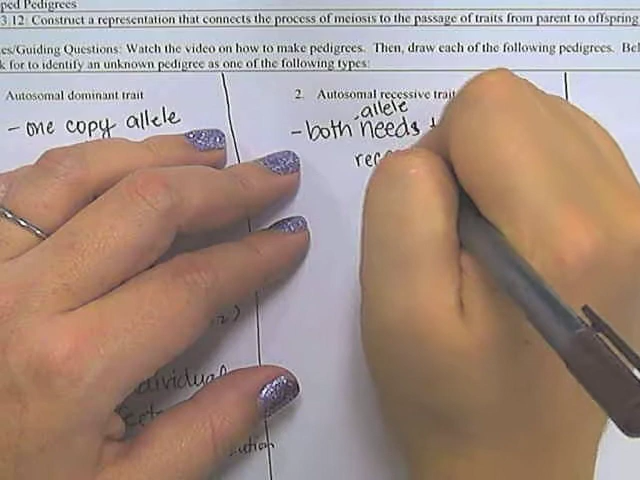 ped Pedigrees
3.12: Construct a representation that connects the process of meiosis to the passage of traits from parent to offspring
es/Guiding Questions: Watch the video on how to make pedigrees. Then, draw each of the following pedigrees. Bel
k for to identify an unknown pedigree as one of the following types:
Autosomal dominant trait
- one copy allele
2. Autosomal recessive trait
allele
- both needs
rec